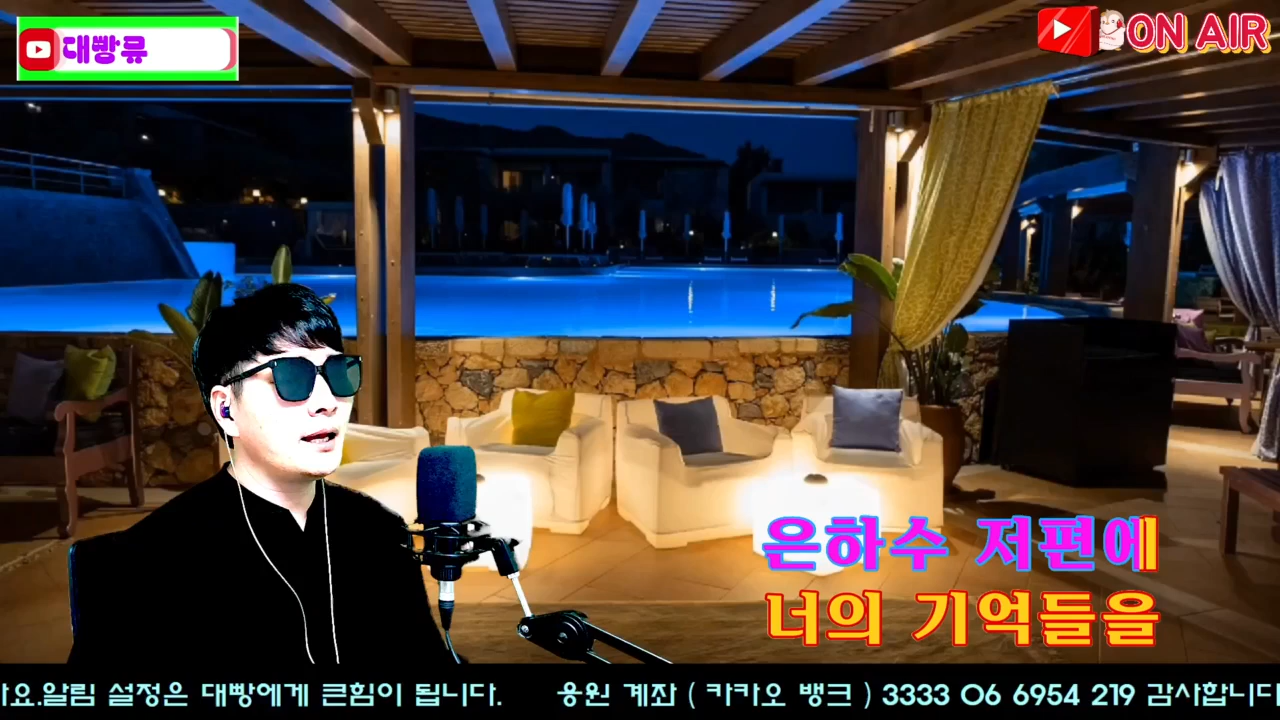 대빵류
ON AIR
은하수 저편에
너의 기억들을
요.알림 설정은 대빵에게 큰힘이 됩니다. 응원 계좌 ( 카카오 뱅크 ) 3333 06 6954 219 감사합니다